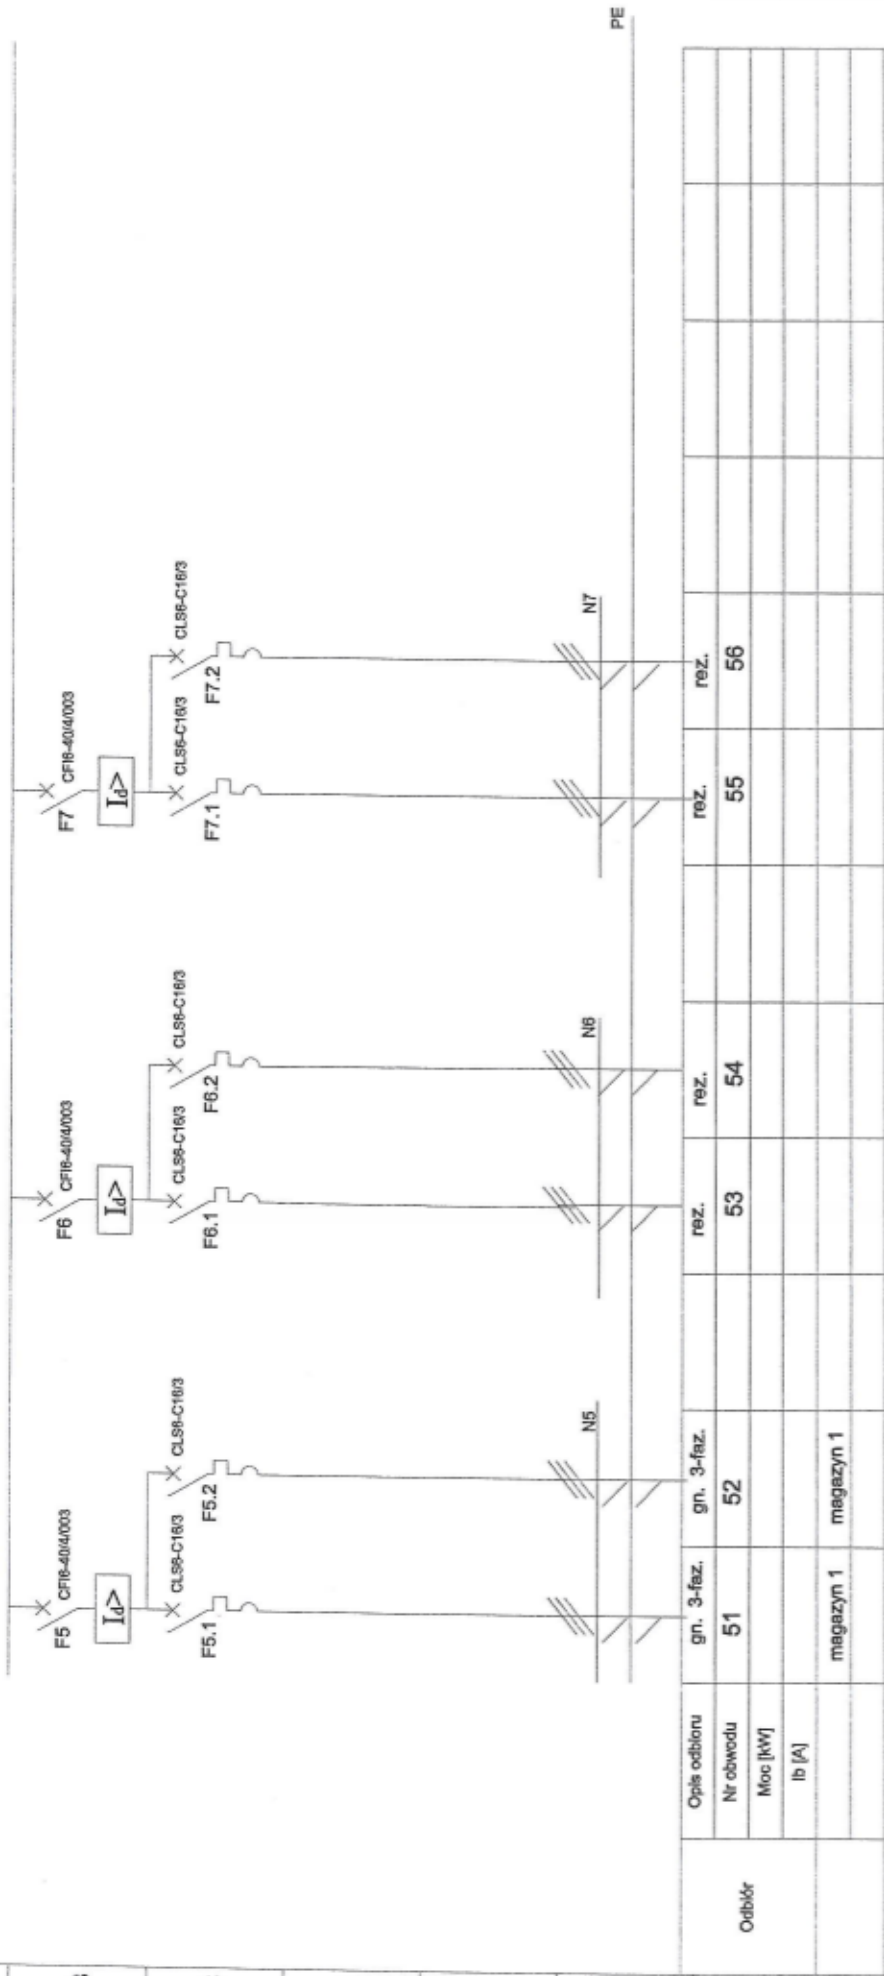 F5 CFI6-40/4/003
F6 CFI6-40/4/003
F7 CFI6-40/4/003
Id>
Id>
Id>
CLS6-C16/3
CLS6-C16/3
CLS6-C16/3
CLS6-C16/3
CLS6-C16/3
CLS6-C16/3
F5.1
F5.2
F6.1
F6.2
F7.1
F7.2
N5
N6
N7
PE
Odbiór
Opis odbioru gn. 3-faz. gn. 3-faz. rez. rez. rez. rez.
Nr obwodu 51 52 53 54 55 56
Moc [kW]
Ib [A]
magazyn 1 magazyn 1